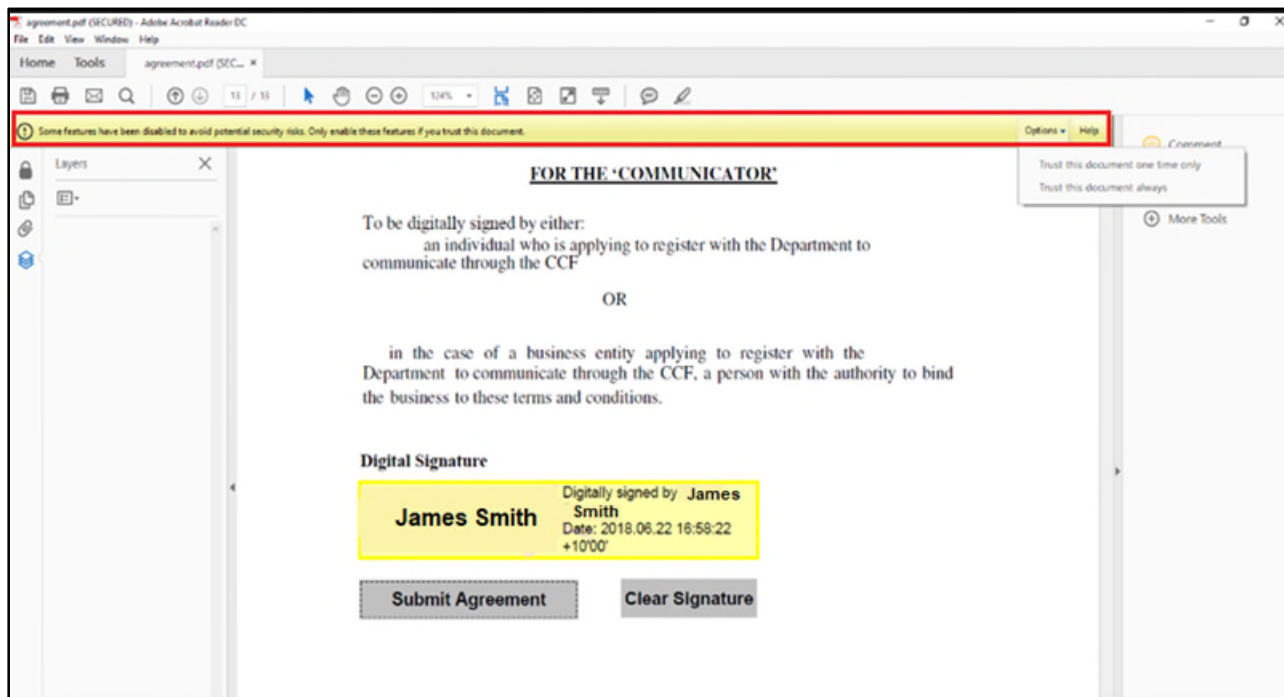 agreement.pdf (SECURED) - Adobe Acrobat Reader DC
File Edit View Window Help
Home Tools agreement.pdf (SEC... ×
13 / 13 124%
Some features have been disabled to avoid potential security risks. Only enable these features if you trust this document. Options Help
Layers
Comment
Trust this document one time only
Trust this document always
More Tools
FOR THE ‘COMMUNICATOR’
To be digitally signed by either:
an individual who is applying to register with the Department to
communicate through the CCF
OR
in the case of a business entity applying to register with the
Department to communicate through the CCF, a person with the authority to bind
the business to these terms and conditions.
Digital Signature
James Smith
Digitally signed by James
Smith
Date: 2018.06.22 16:58:22
+10'00'
Submit Agreement Clear Signature